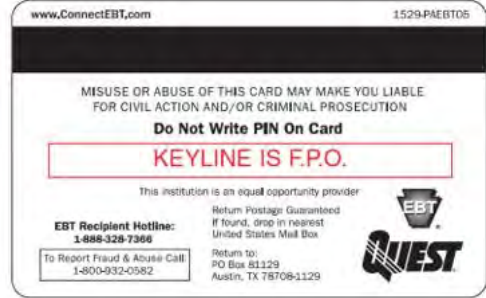 www.ConnectEBT.com
1529-PAEBT05
MISUSE OR ABUSE OF THIS CARD MAY MAKE YOU LIABLE
FOR CIVIL ACTION AND/OR CRIMINAL PROSECUTION
Do Not Write PIN On Card
KEYLINE IS F.P.O.
This institution is an equal opportunity provider
EBT Recipient Hotline:
1-888-328-7366
To Report Fraud & Abuse Call
1-800-932-0582
Return Postage Guaranteed
If found, drop in nearest
United States Mail Box
Return to:
PO Box 81129
Austin, TX 78708-1129
EBT
QUEST